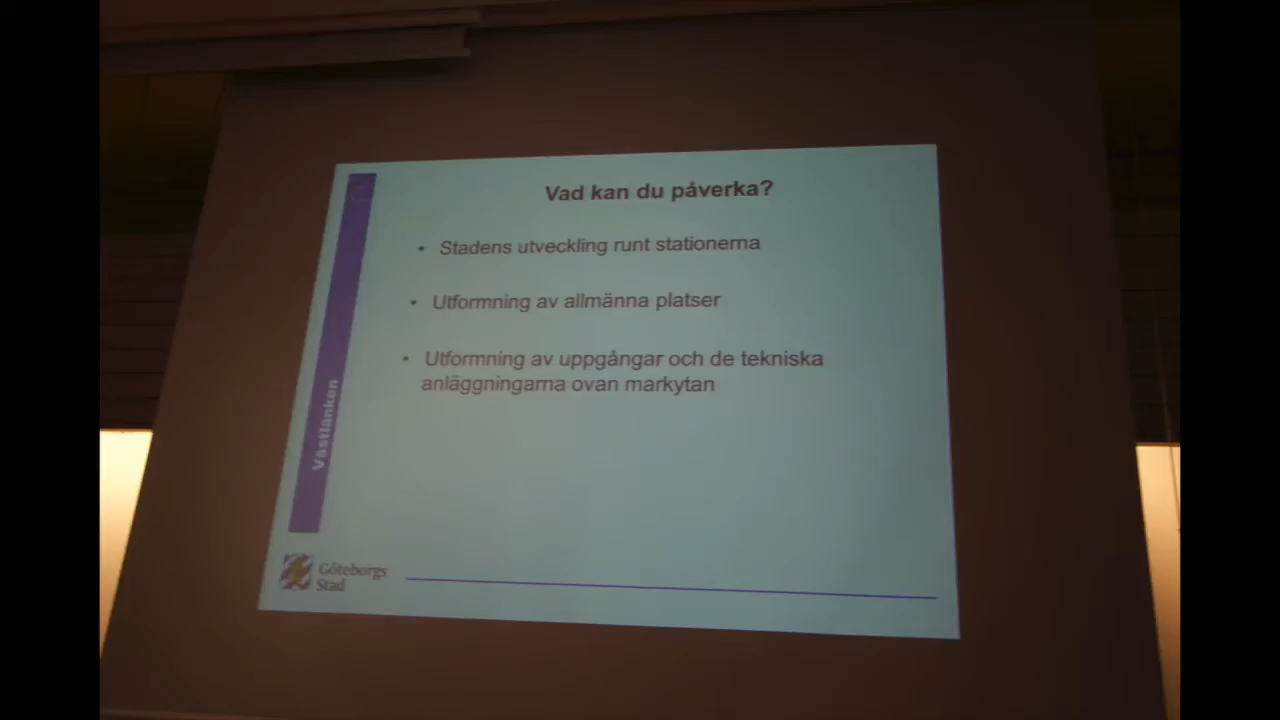 Vad kan du påverka?
• Stadens utveckling runt stationerna
• Utformning av allmänna platser
• Utformning av uppgångar och de tekniska
anläggningarna ovan markytan
Västlänken
Göteborgs
Stad